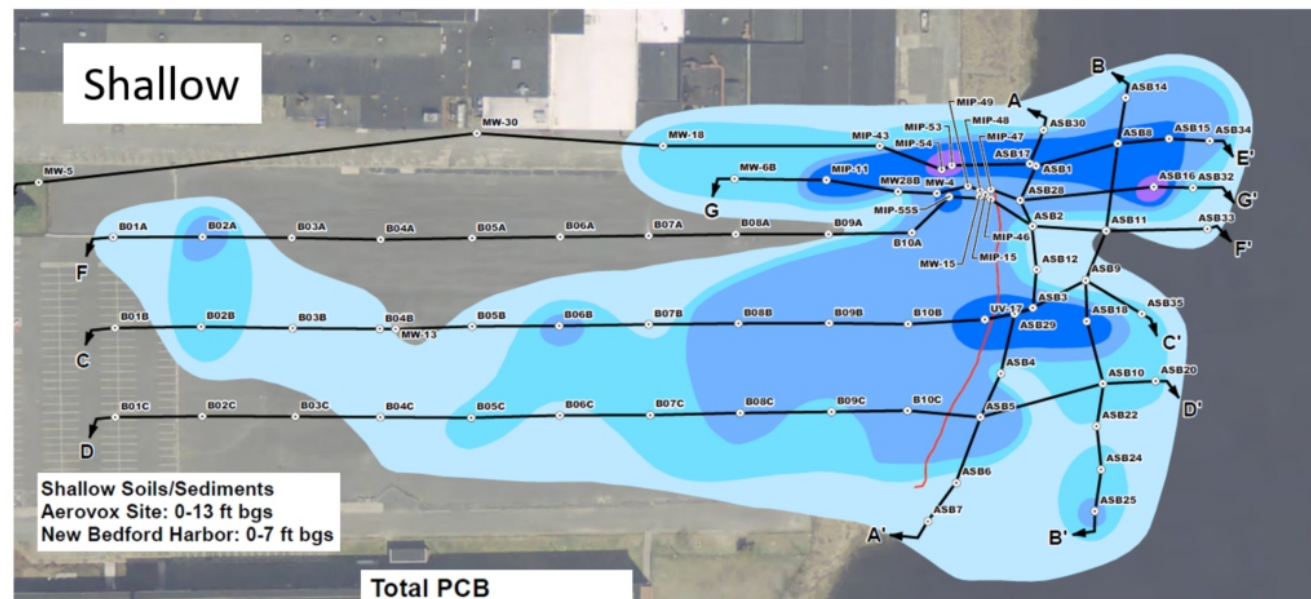 Shallow
B
ASB14
MIP-49
A
MIP-48
ASB30
MW-30
MIP-53
MIP-47
ASB8
ASB15
ASB34
MW-18
MIP-43
MIP-54
ASB17
ASB1
E'
MW-5
MW-6B
MIP-11
MW28B
MW-4
ASB28
ASB16
ASB32
G
MIP-55S
G'
B01A
B02A
B03A
B04A
B05A
B06A
B07A
B08A
B09A
B10A
ASB2
ASB11
ASB33
F
MIP-46
F'
MW-15
MIP-15
ASB12
ASB9
B01B
B02B
B03B
B04B
MW-13
B05B
B06B
B07B
B08B
B09B
B10B
UV-17
ASB3
ASB29
ASB18
ASB35
C
C'
ASB4
ASB10
ASB20
B01C
B02C
B03C
B04C
B05C
B06C
B07C
B08C
B09C
B10C
ASB5
ASB22
D
D'
ASB6
ASB24
ASB7
ASB25
A'
B'
Shallow Soils/Sediments
Aerovox Site: 0-13 ft bgs
New Bedford Harbor: 0-7 ft bgs
Total PCB